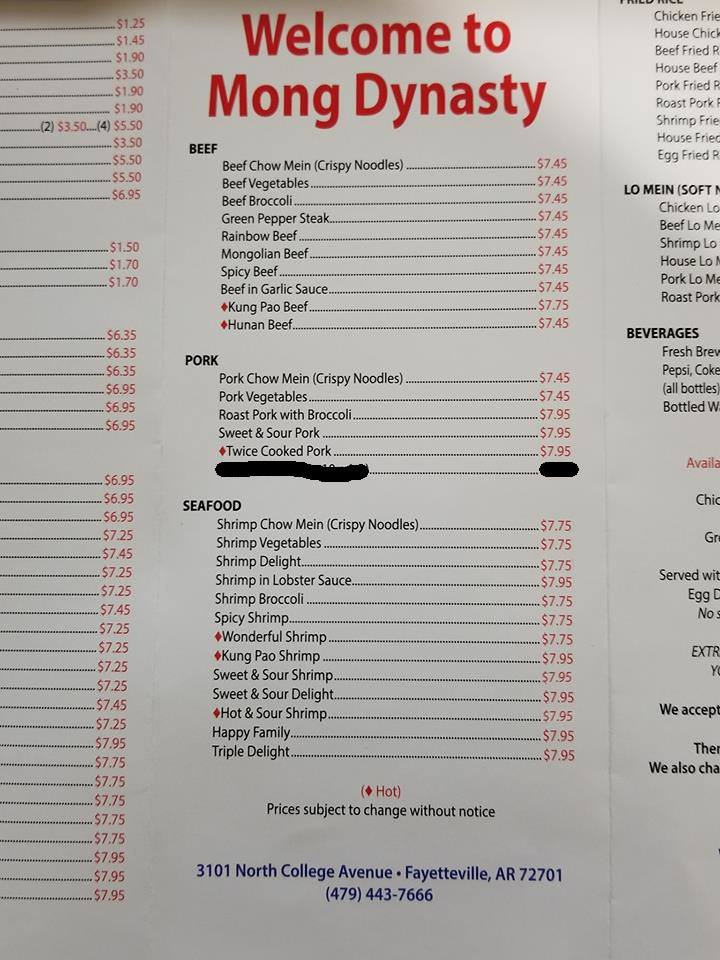 $1.25
$1.45
$1.90
$3.50
$1.90
$1.90
(2) $3.50....(4) $5.50
$3.50
$5.50
$5.50
$6.95
$1.50
$1.70
$1.70
$6.35
$6.35
$6.35
$6.95
$6.95
$6.95
$6.95
$6.95
$6.95
$7.25
$7.45
$7.25
$7.25
$7.45
$7.25
$7.25
$7.25
$7.25
$7.45
$7.25
$7.95
$7.75
$7.75
$7.75
$7.75
$7.75
$7.95
$7.95
$7.95
Welcome to
Mong Dynasty
BEEF
Beef Chow Mein (Crispy Noodles) $7.45
Beef Vegetables $7.45
Beef Broccoli $7.45
Green Pepper Steak $7.45
Rainbow Beef $7.45
Mongolian Beef $7.45
Spicy Beef $7.45
Beef in Garlic Sauce $7.45
♦Kung Pao Beef $7.75
♦Hunan Beef $7.45
PORK
Pork Chow Mein (Crispy Noodles) $7.45
Pork Vegetables $7.45
Roast Pork with Broccoli $7.95
Sweet & Sour Pork $7.95
♦Twice Cooked Pork $7.95
SEAFOOD
Shrimp Chow Mein (Crispy Noodles) $7.75
Shrimp Vegetables $7.75
Shrimp Delight $7.75
Shrimp in Lobster Sauce $7.95
Shrimp Broccoli $7.75
Spicy Shrimp $7.75
♦Wonderful Shrimp $7.75
♦Kung Pao Shrimp $7.95
Sweet & Sour Shrimp $7.95
Sweet & Sour Delight $7.95
♦Hot & Sour Shrimp $7.95
Happy Family $7.95
Triple Delight $7.95
(♦ Hot)
Prices subject to change without notice
3101 North College Avenue • Fayetteville, AR 72701
(479) 443-7666
FRIED RICE
Chicken Frie
House Chick
Beef Fried R
House Beef
Pork Fried R
Roast Pork F
Shrimp Frie
House Fried
Egg Fried R
LO MEIN (SOFT N
Chicken Lo
Beef Lo Me
Shrimp Lo
House Lo M
Pork Lo Me
Roast Pork
BEVERAGES
Fresh Brew
Pepsi, Coke
(all bottles)
Bottled Wa
Availa
Chic
Gr
Served wit
Egg D
No s
EXTR
YO
We accept
Ther
We also cha